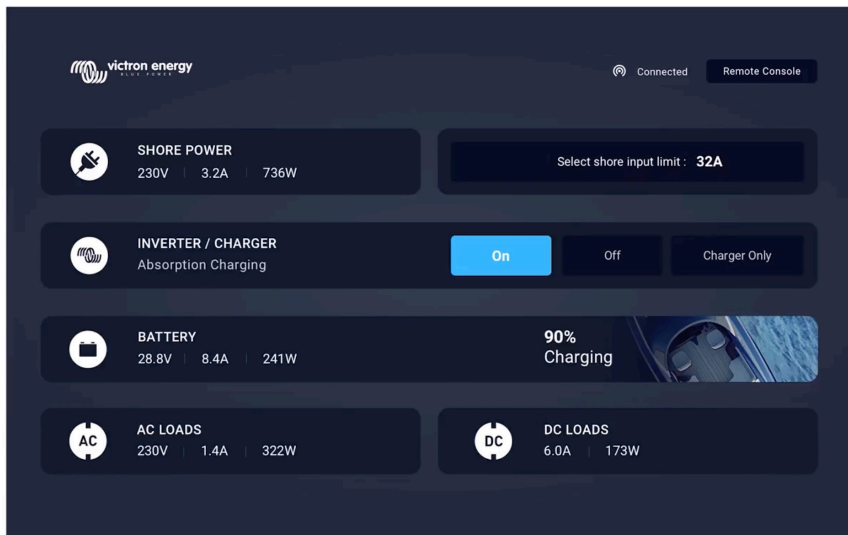 victron energy
BLUE POWER
Connected
Remote Console
SHORE POWER
230V | 3.2A | 736W
Select shore input limit : 32A
INVERTER / CHARGER
Absorption Charging
On
Off
Charger Only
BATTERY
28.8V | 8.4A | 241W
90%
Charging
AC
AC LOADS
230V | 1.4A | 322W
DC
DC LOADS
6.0A | 173W